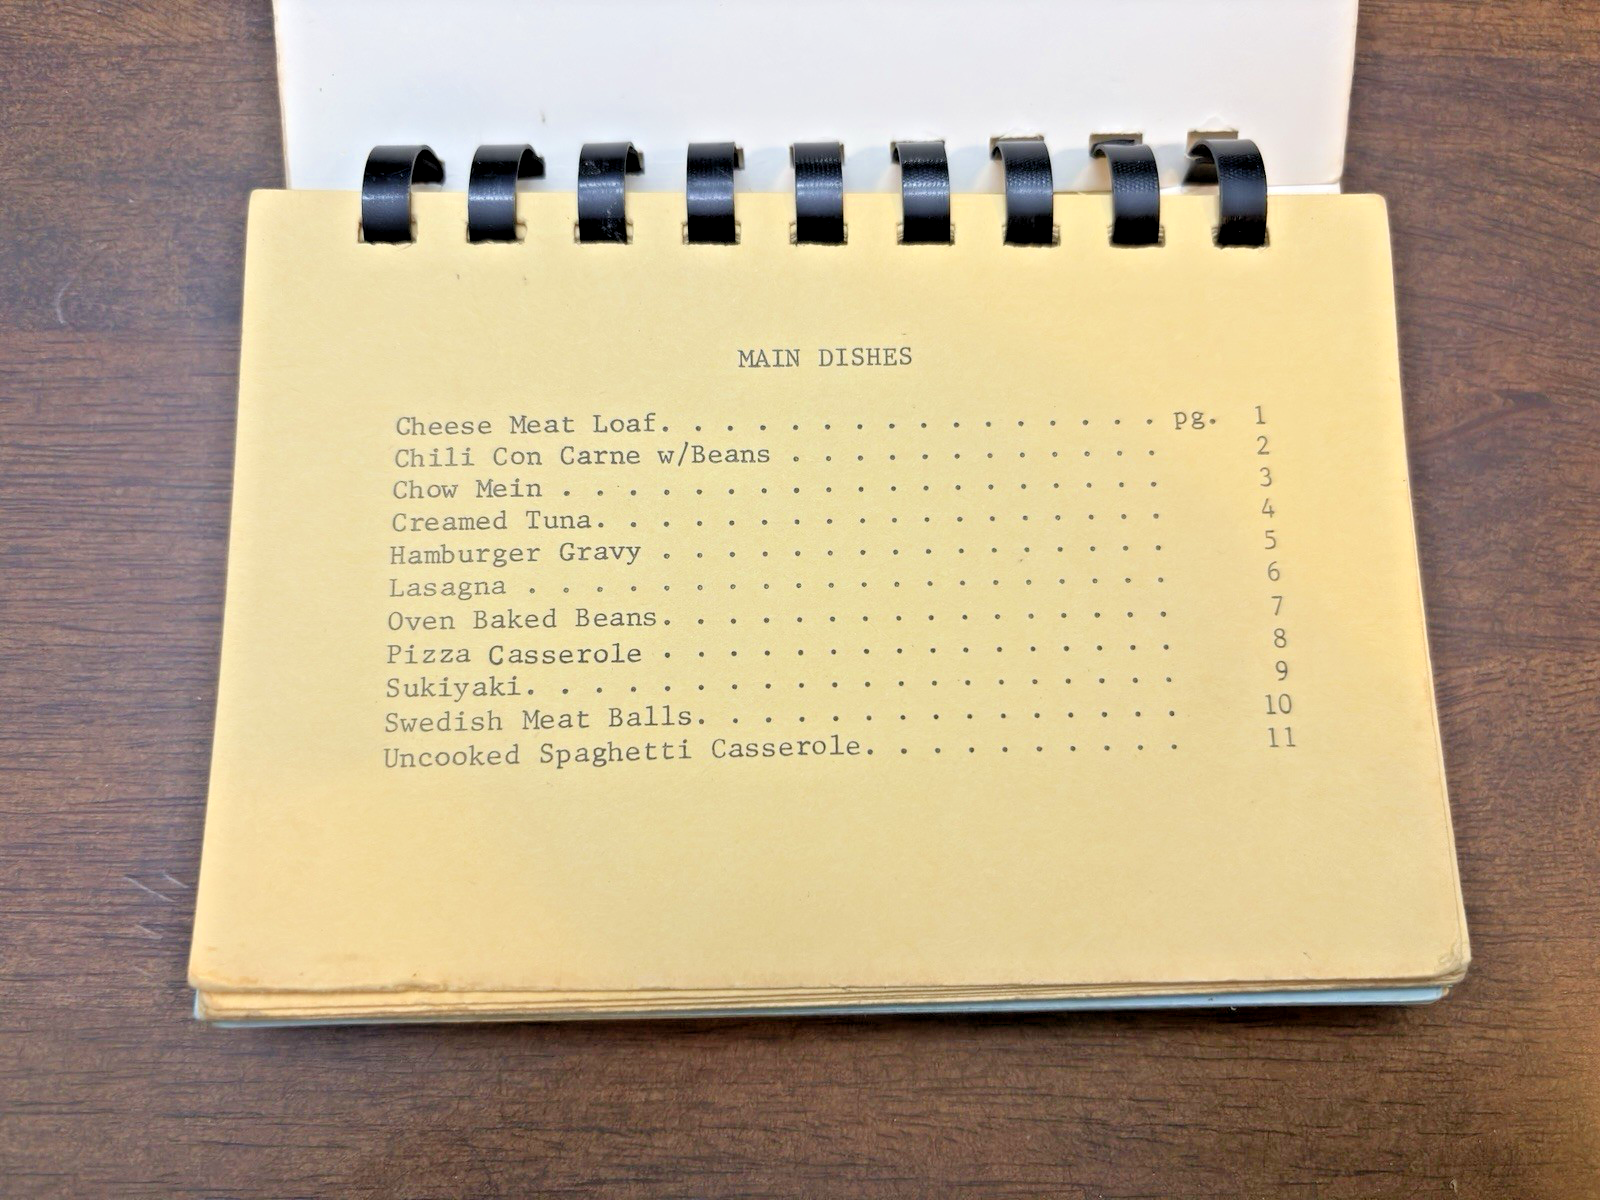 MAIN DISHES
Cheese Meat Loaf. . . . . . . . . . . . . . . . pg. 1
Chili Con Carne w/Beans . . . . . . . . . . . . 2
Chow Mein . . . . . . . . . . . . . . . . . . . 3
Creamed Tuna. . . . . . . . . . . . . . . . . . 4
Hamburger Gravy . . . . . . . . . . . . . . . . 5
Lasagna . . . . . . . . . . . . . . . . . . . . 6
Oven Baked Beans. . . . . . . . . . . . . . . . 7
Pizza Casserole . . . . . . . . . . . . . . . . 8
Sukiyaki. . . . . . . . . . . . . . . . . . . . 9
Swedish Meat Balls. . . . . . . . . . . . . . . 10
Uncooked Spaghetti Casserole. . . . . . . . . . 11